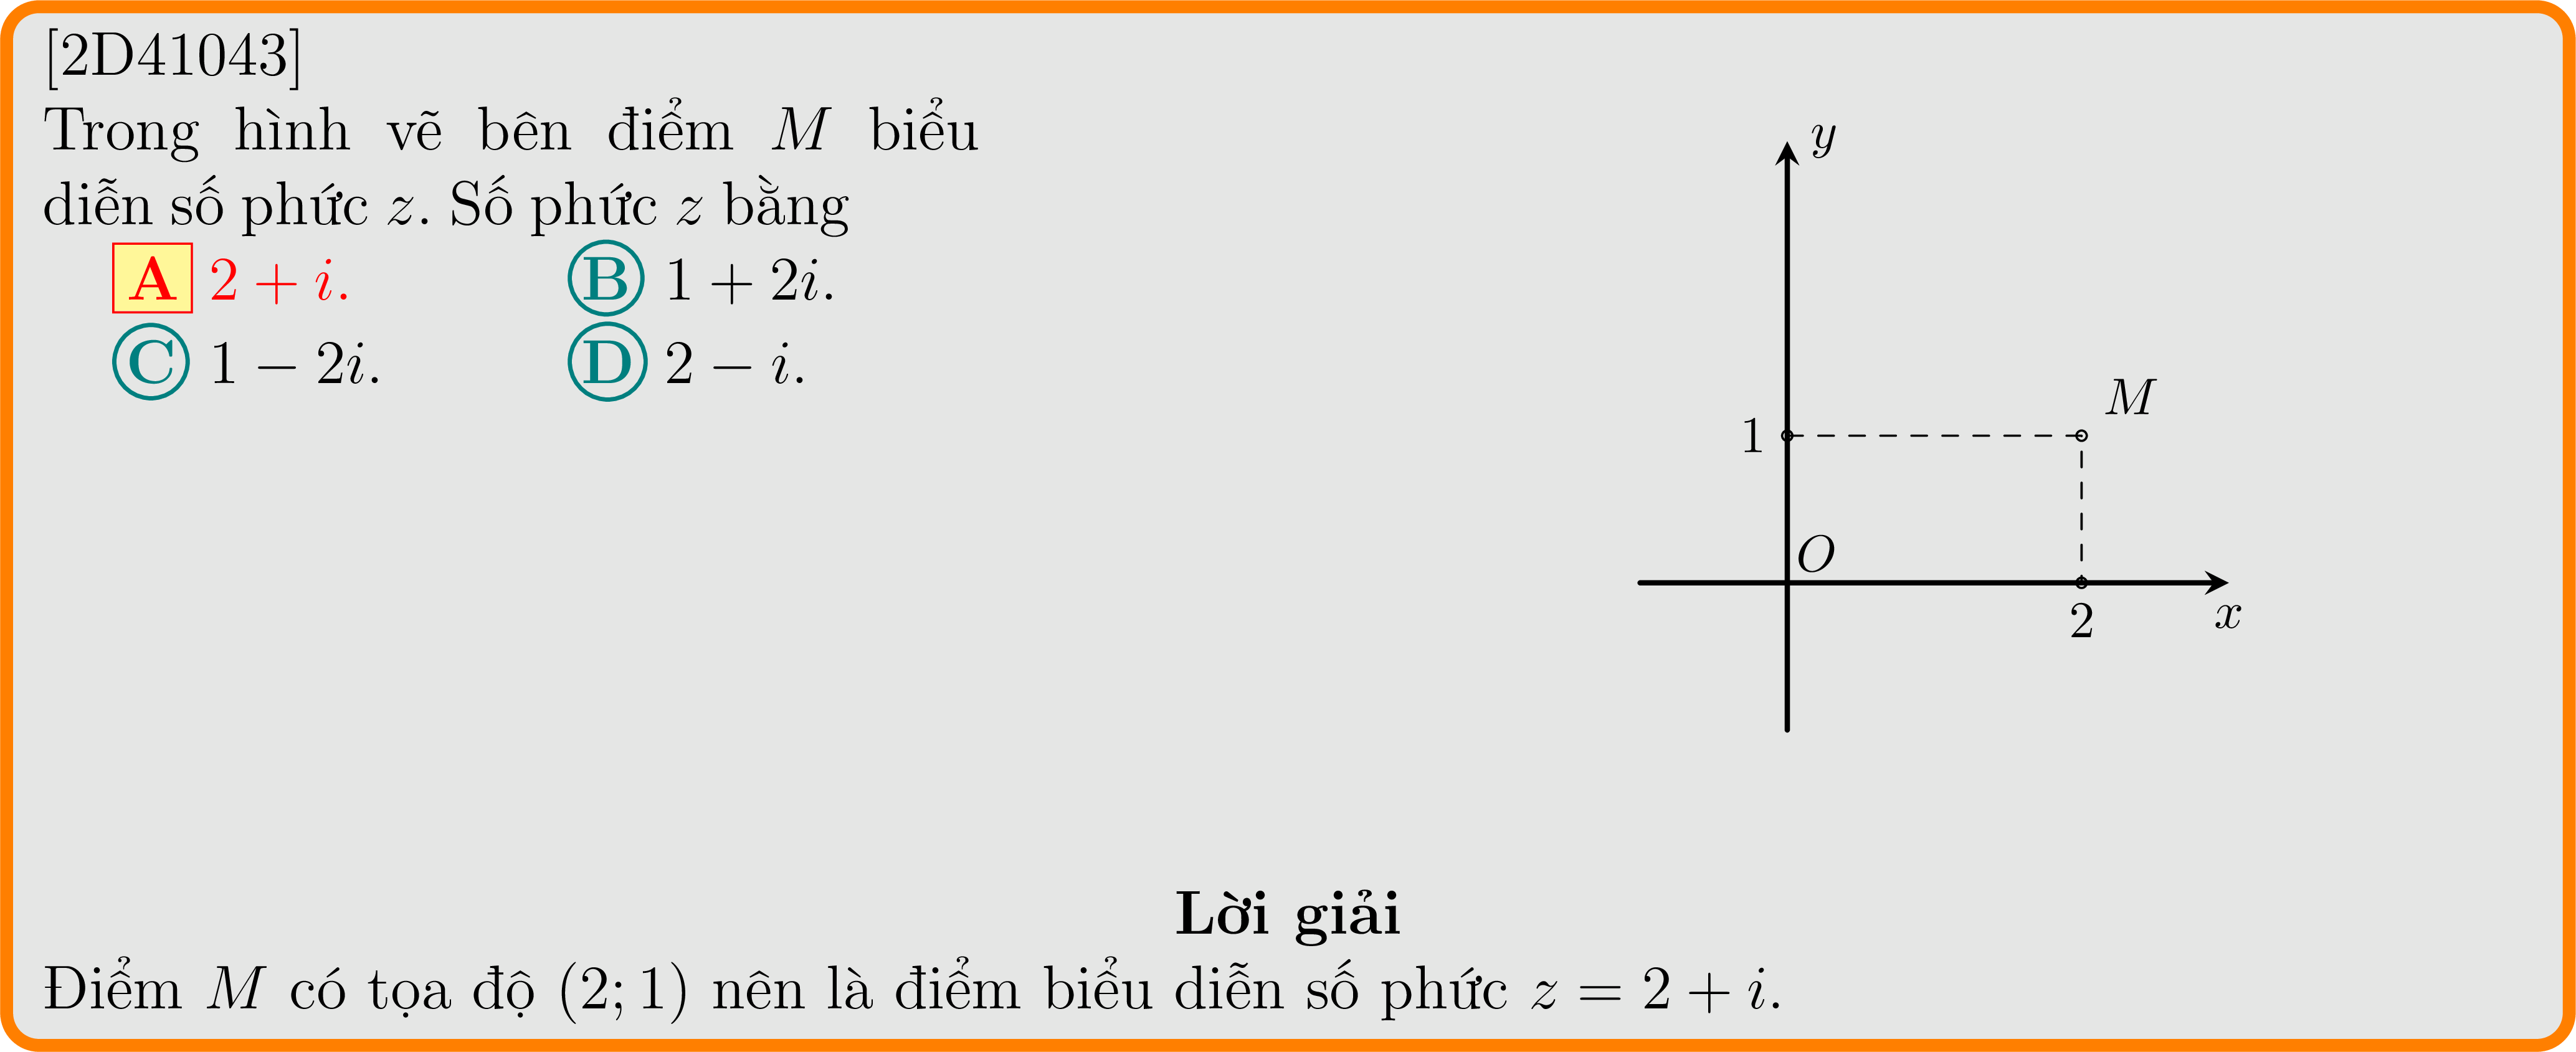 [2D41043]
Trong hình vẽ bên điểm M biểu
diễn số phức z. Số phức z bằng
A 2 + i.
B 1 + 2i.
C 1 − 2i.
D 2 − i.
y
M
1
O
2
x
Lời giải
Điểm M có tọa độ (2; 1) nên là điểm biểu diễn số phức z = 2 + i.